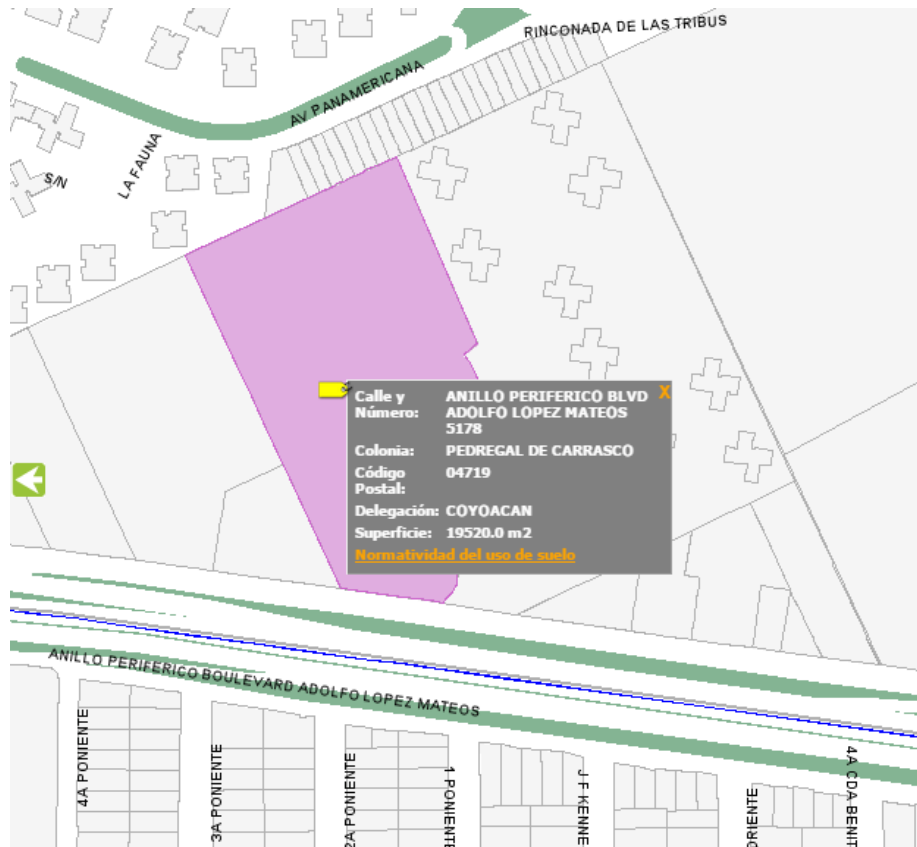 RINCONADA DE LAS TRIBUS
AV PANAMERICANA
LA FAUNA
S/N
X
Calle y Número: ANILLO PERIFERICO BLVD ADOLFO LOPEZ MATEOS 5178
Colonia: PEDREGAL DE CARRASCO
Código Postal: 04719
Delegación: COYOACAN
Superficie: 19520.0 m2
Normatividad del uso de suelo
ANILLO PERIFERICO BOULEVARD ADOLFO LOPEZ MATEOS
4A PONIENTE
3A PONIENTE
2A PONIENTE
1 PONIENTE
J F KENNE
ORIENTE
4A CDA BENIT